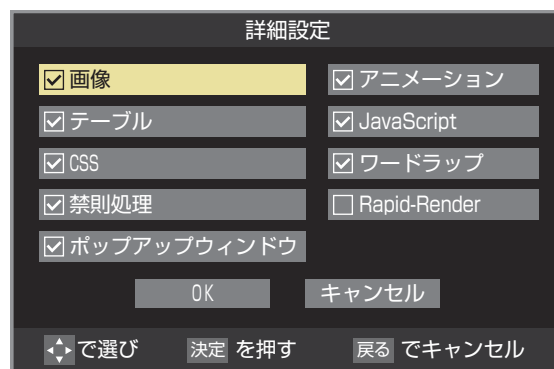 詳細設定
画像 アニメーション
テーブル JavaScript
CSS ワードラップ
禁則処理 Rapid-Render
ポップアップウィンドウ
OK キャンセル
で選び 決定 を押す 戻る でキャンセル